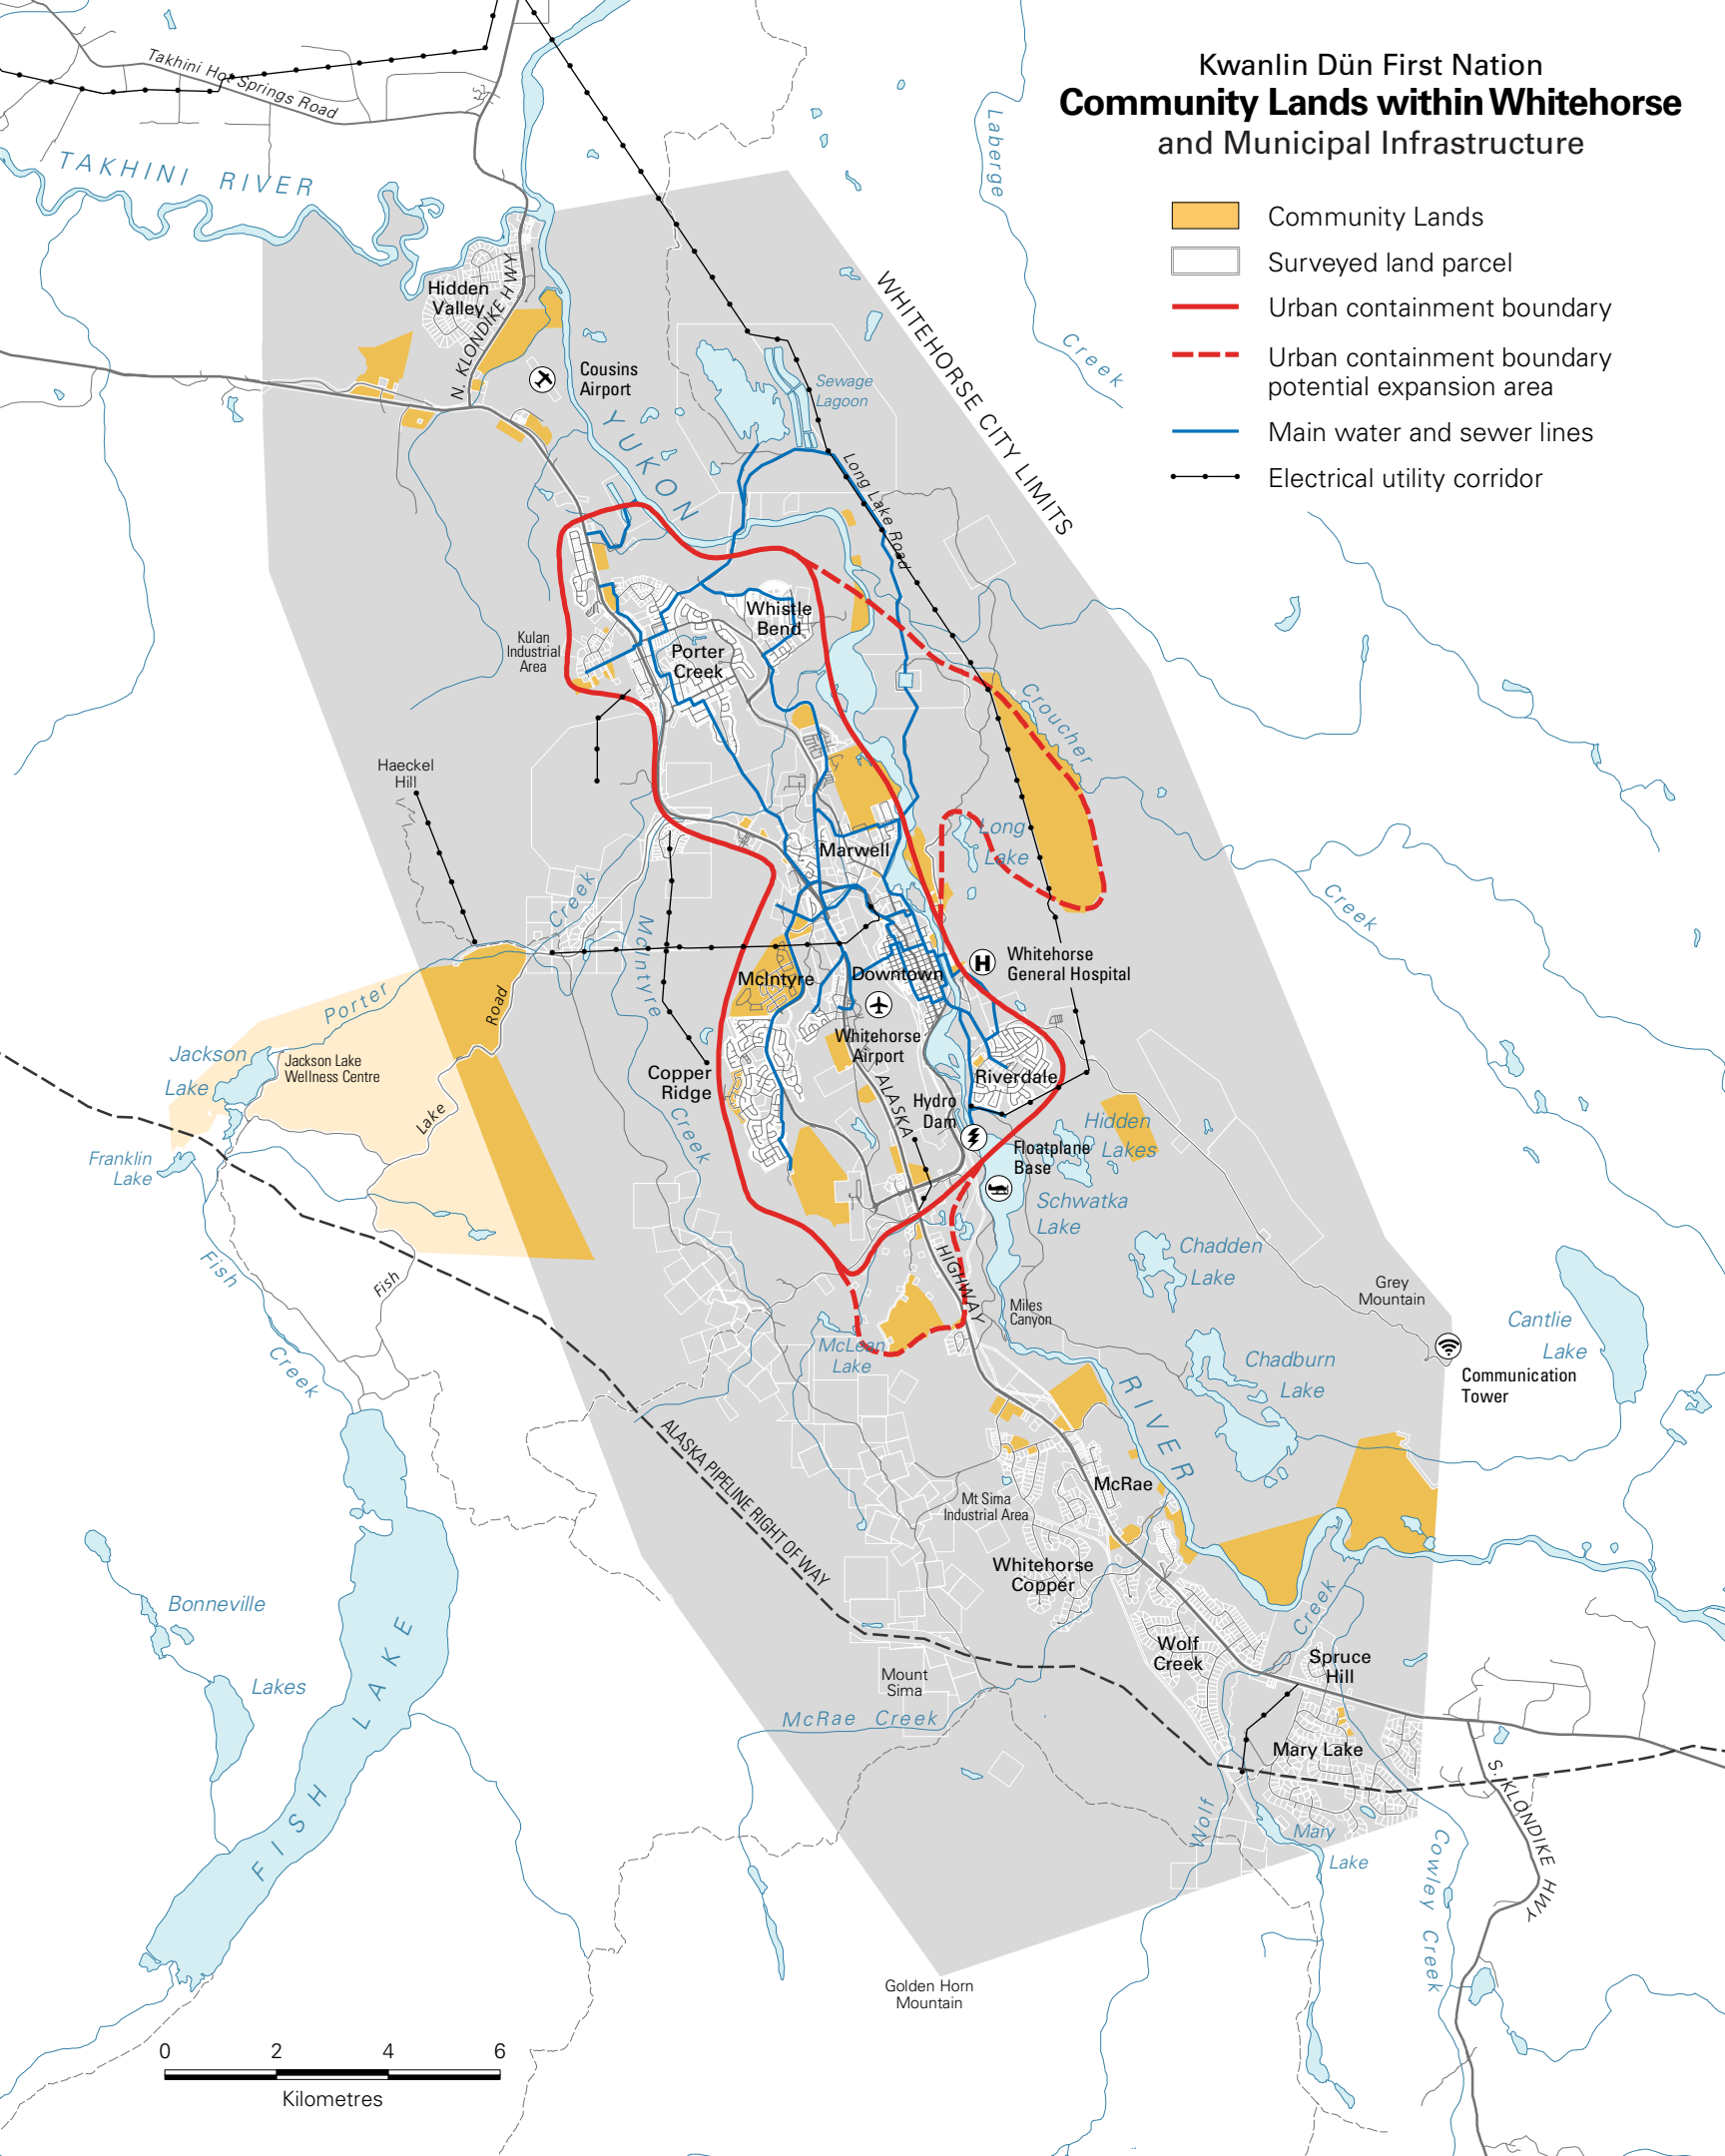 Kwanlin Dün First Nation
Community Lands within Whitehorse
and Municipal Infrastructure
Community Lands
Surveyed land parcel
Urban containment boundary
Urban containment boundary
potential expansion area
Main water and sewer lines
Electrical utility corridor
Takhini Hot Springs Road
TAKHINI RIVER
Laberge
Creek
WHITEHORSE CITY LIMITS
Hidden
Valley
N. KLONDIKE HWY
Cousins
Airport
YUKON
Sewage
Lagoon
Long Lake Road
Kulan
Industrial
Area
Whistle
Bend
Porter
Creek
Croucher
Creek
Haeckel
Hill
Long
Lake
Marwell
Creek
McIntyre
Creek
McIntyre
Downtown
Whitehorse
General Hospital
Whitehorse
Airport
Porter
Road
Jackson
Lake
Jackson Lake
Wellness Centre
Lake
Fish
Copper
Ridge
ALASKA
HIGHWAY
Riverdale
Hydro
Dam
Hidden
Lakes
Floatplane
Base
Schwatka
Lake
Franklin
Lake
Fish
Creek
Chadden
Lake
Grey
Mountain
Cantlie
Lake
Miles
Canyon
McLean
Lake
Chadburn
Lake
Communication
Tower
RIVER
ALASKA PIPELINE RIGHT OF WAY
McRae
Mt Sima
Industrial Area
Whitehorse
Copper
Creek
Bonneville
Lakes
FISH LAKE
Wolf
Creek
Spruce
Hill
Mount
Sima
McRae Creek
Mary Lake
S. KLONDIKE HWY
Wolf
Mary
Lake
Cowley Creek
Golden Horn
Mountain
0 2 4 6
Kilometres